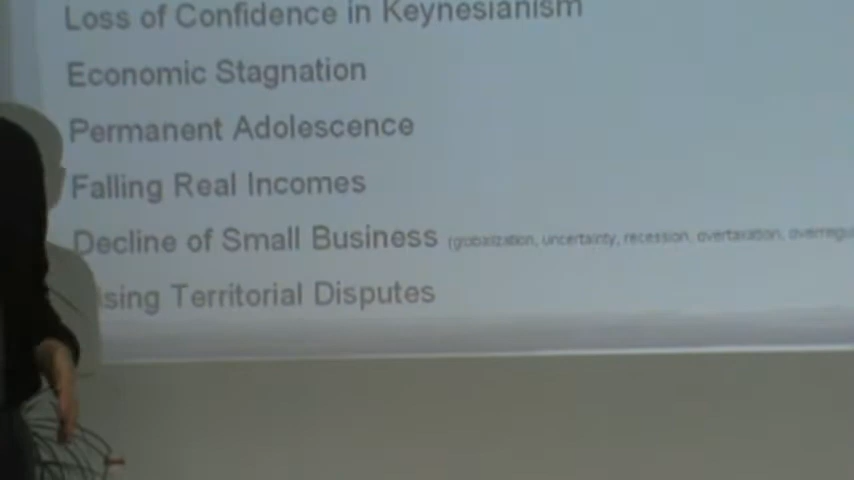 Loss of Confidence in Keynesianism
Economic Stagnation
Permanent Adolescence
Falling Real Incomes
Decline of Small Business (globalization, uncertainty, recession, overtaxation,
ising Territorial Disputes